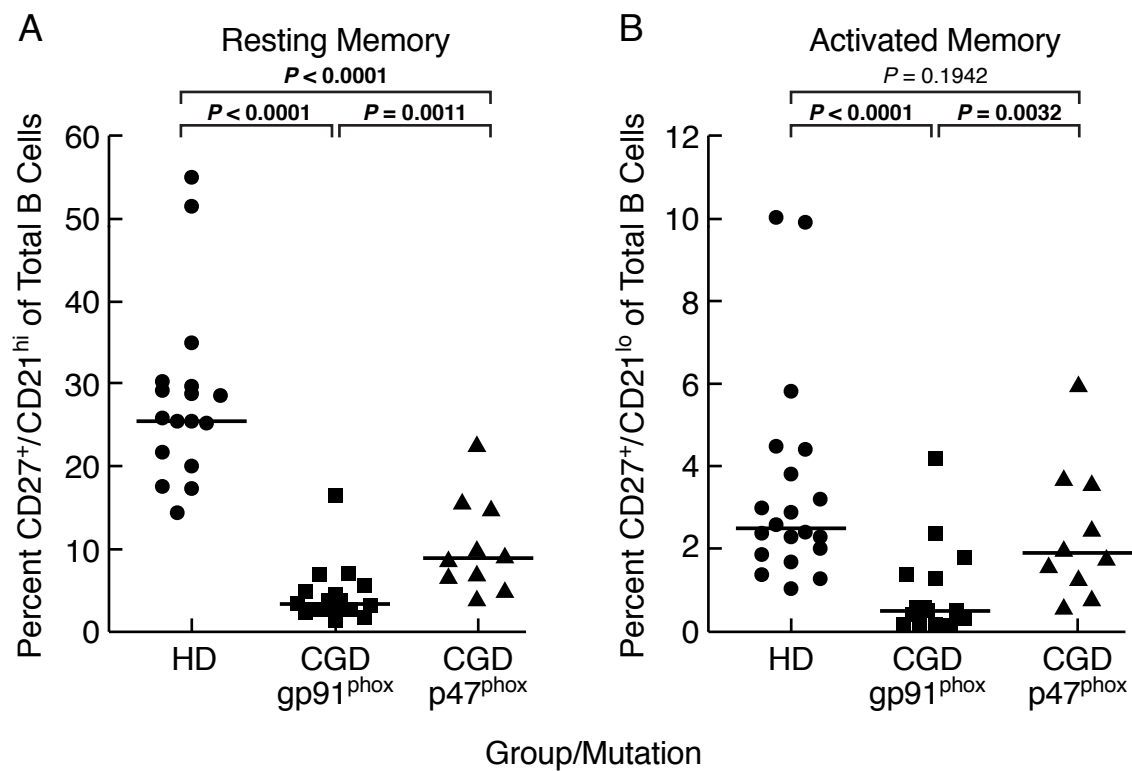 A
Resting Memory
P < 0.0001
P < 0.0001 P = 0.0011
Percent CD27⁺/CD21ʰⁱ of Total B Cells
60
50
40
30
20
10
0
HD
CGD
gp91ᵖʰᵒˣ
CGD
p47ᵖʰᵒˣ
B
Activated Memory
P = 0.1942
P < 0.0001 P = 0.0032
Percent CD27⁺/CD21ˡᵒ of Total B Cells
12
10
8
6
4
2
0
HD
CGD
gp91ᵖʰᵒˣ
CGD
p47ᵖʰᵒˣ
Group/Mutation